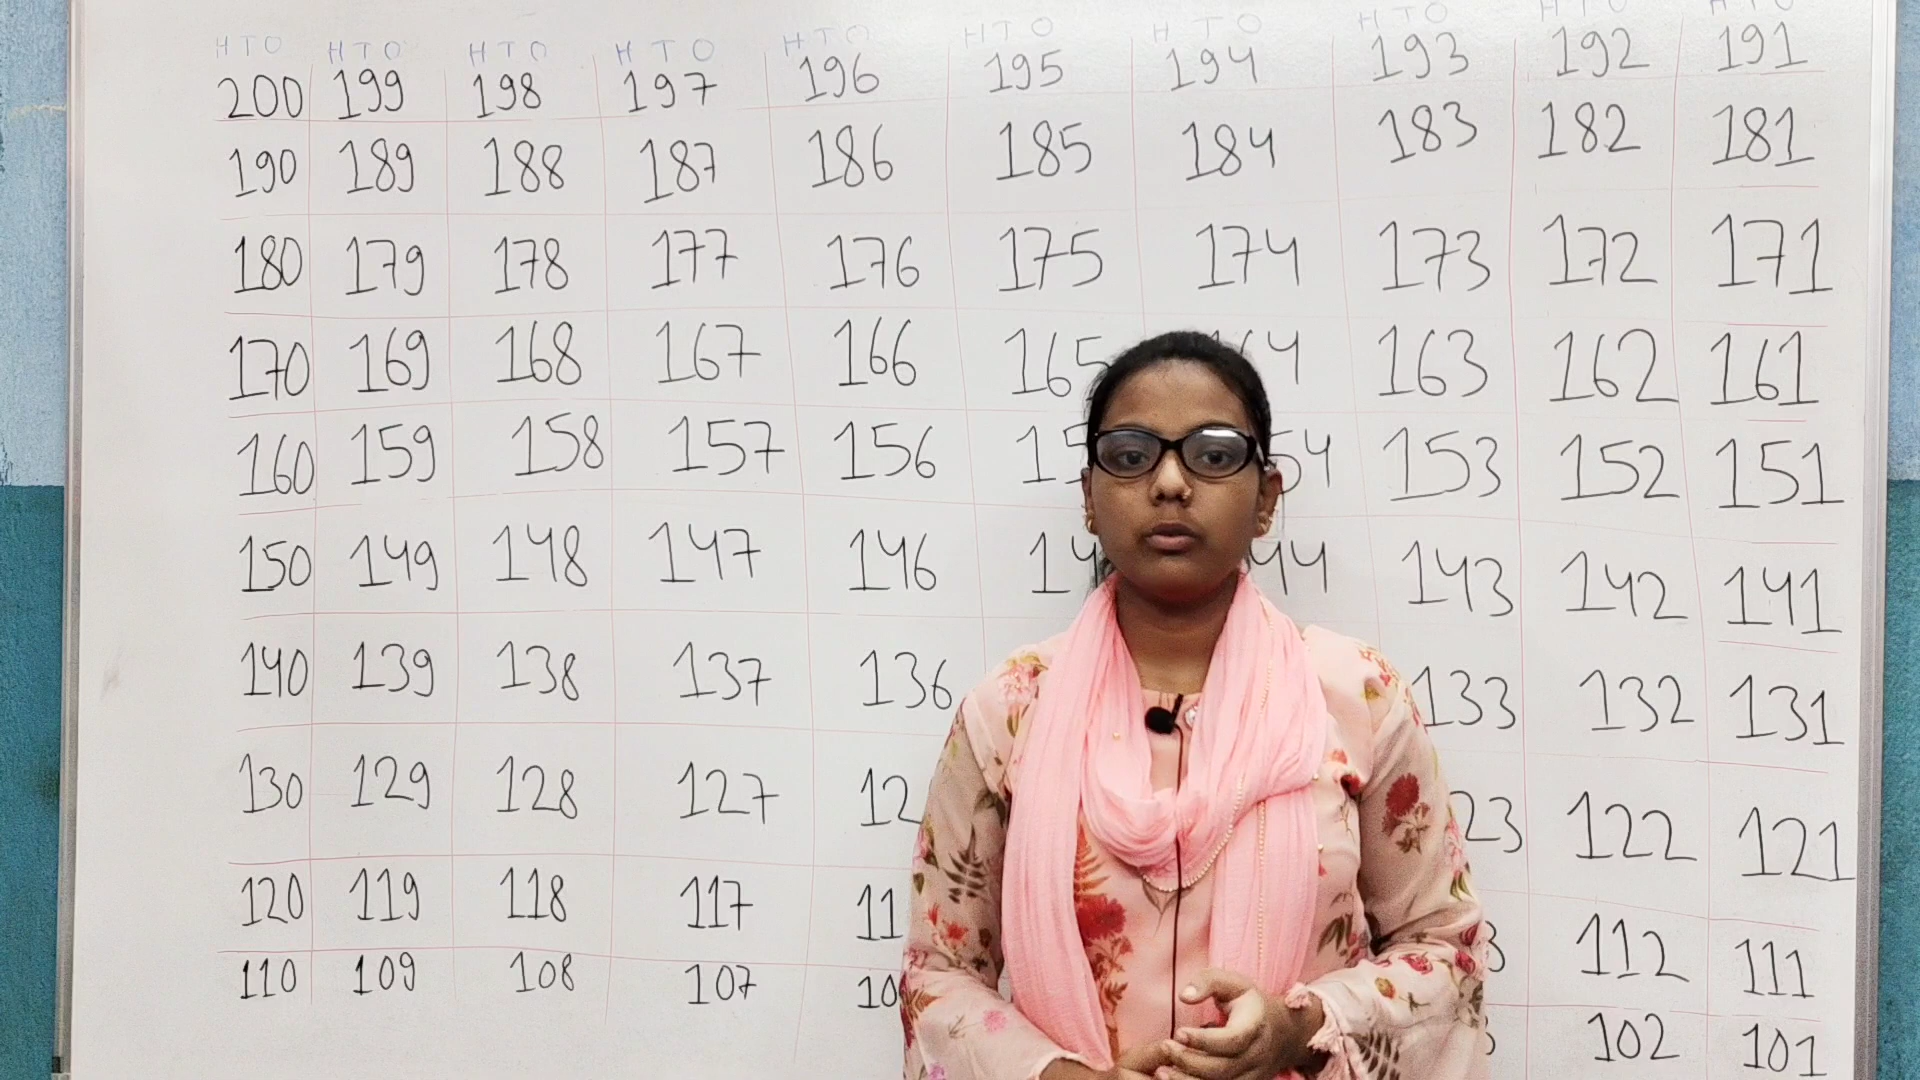 H T O H T O H T O H T O H T O H T O H T O H T O H T O H T O
200 199 198 197 196 195 194 193 192 191
190 189 188 187 186 185 184 183 182 181
180 179 178 177 176 175 174 173 172 171
170 169 168 167 166 165 163 162 161
160 159 158 157 156 153 152 151
150 149 148 147 146 143 142 141
140 139 138 137 136 133 132 131
130 129 128 127 122 121
120 119 118 117 112 111
110 109 108 107 102 101